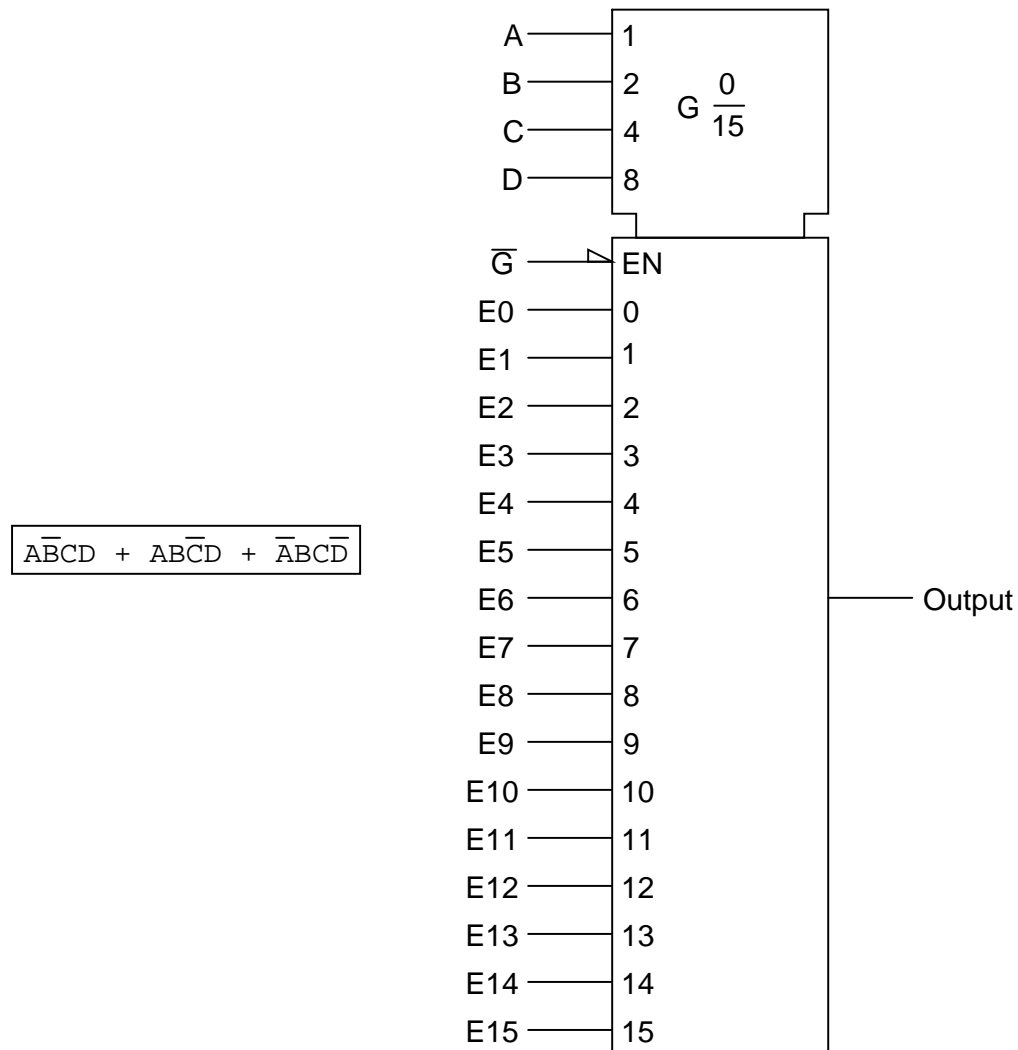 A 1
B 2
G 0/15
C 4
D 8
G̅ EN
E0 0
E1 1
E2 2
E3 3
E4 4
E5 5
AB̅CD + ABC̅D + A̅BCD̅
E6 6
Output
E7 7
E8 8
E9 9
E10 10
E11 11
E12 12
E13 13
E14 14
E15 15